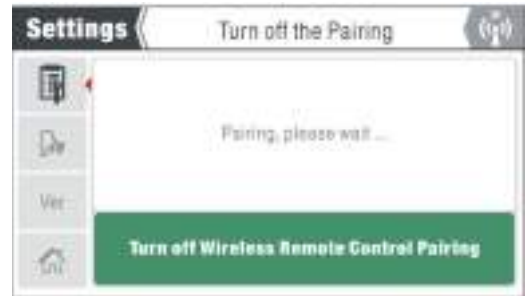 Settings
Turn off the Pairing
Pairing, please wait ...
Ver
Turn off Wireless Remote Control Pairing